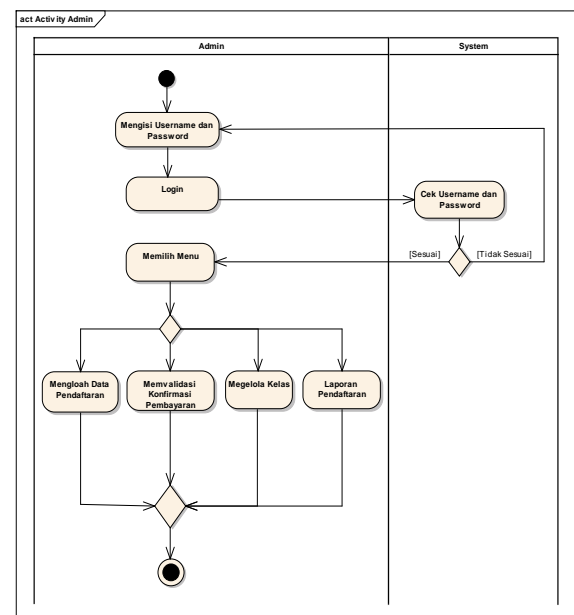 act Activity Admin
Admin
System
Mengisi Username dan
Password
Login
Cek Username dan
Password
[Sesuai]
[Tidak Sesuai]
Memilih Menu
Mengloah Data
Pendaftaran
Memvalidasi
Konfirmasi
Pembayaran
Megelola Kelas
Laporan
Pendaftaran